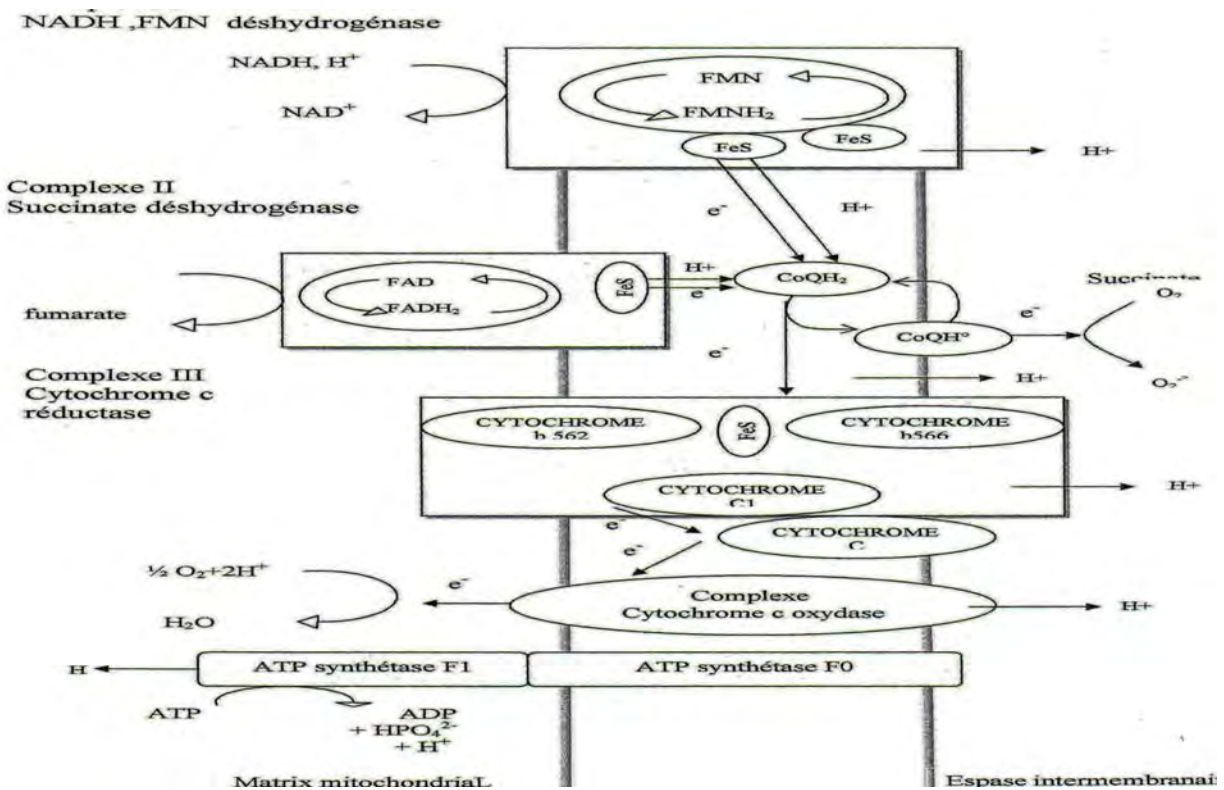 NADH ,FMN déshydrogénase
NADH, H⁺
NAD⁺
FMN
FMNH₂
FeS
FeS
H+
Complexe II
Succinate déshydrogénase
e⁻
H+
FAD
FADH₂
FeS
H+
e⁻
CoQH₂
fumarate
CoQH°
e⁻
O₂
e⁻
H+
Complexe III
Cytochrome c
réductase
CYTOCHROME
b 562
FeS
CYTOCHROME
b566
CYTOCHROME
C1
H+
e⁻
CYTOCHROME
e⁻
½ O₂+2H⁺
H₂O
e⁻
Complexe
Cytochrome c oxydase
H+
H
ATP synthétase F1
ATP synthétase F0
ATP
ADP
+ HPO₄²⁻
+ H⁺
Matrix mitochondriaL
Espase